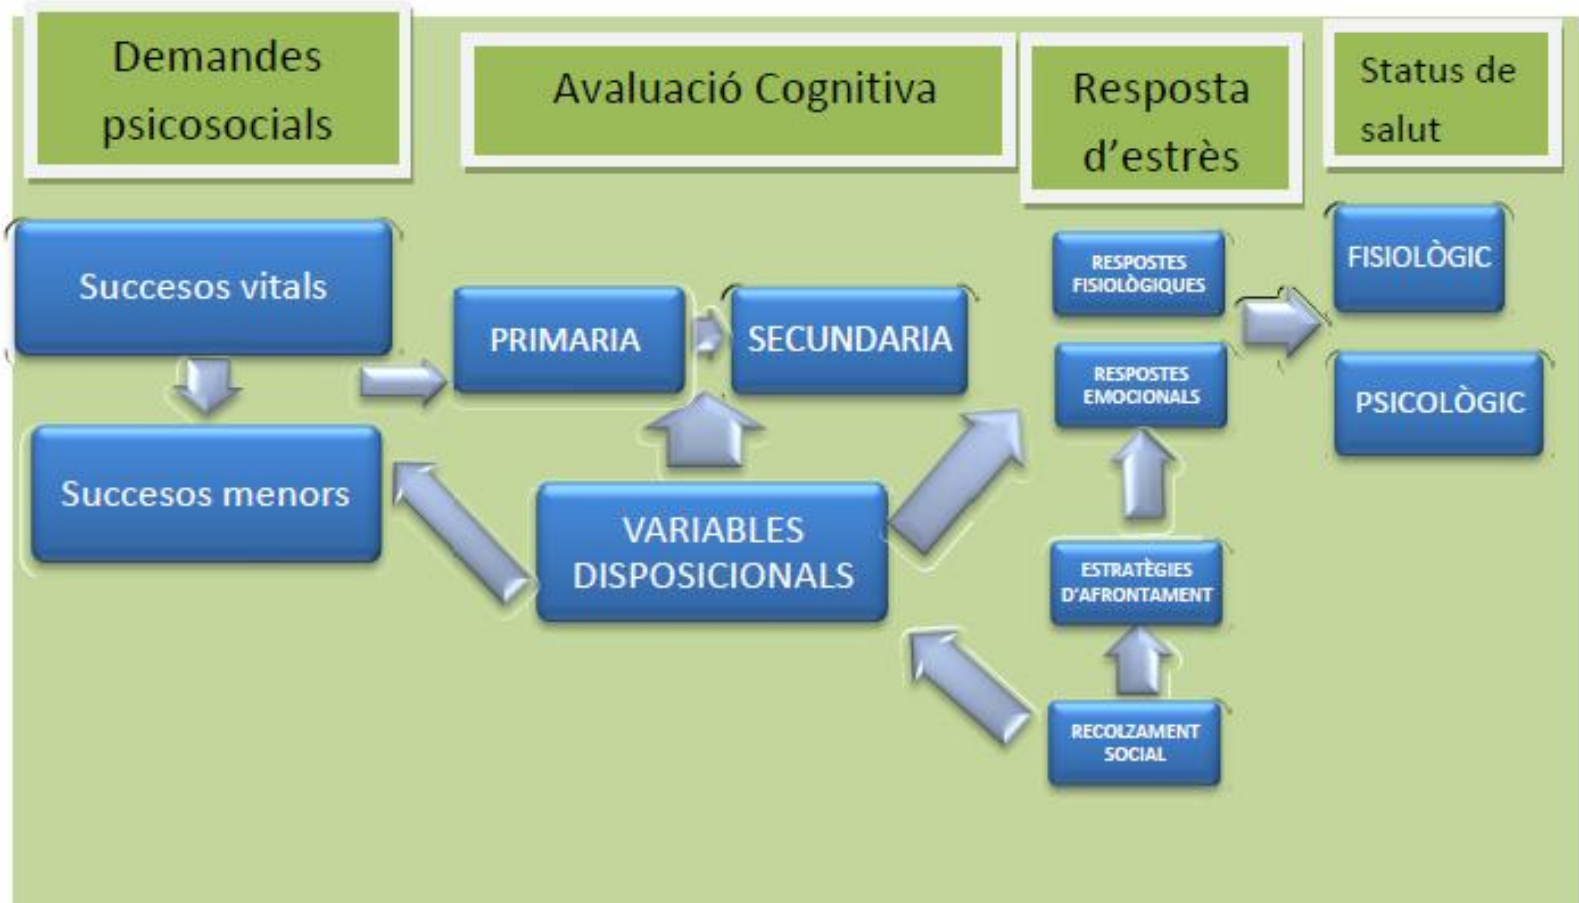 Demandes
psicosocials
Avaluació Cognitiva
Resposta
d'estrès
Status de
salut
Succesos vitals
Succesos menors
PRIMARIA
SECUNDARIA
VARIABLES
DISPOSICIONALS
RESPOSTES
FISIOLÒGIQUES
RESPOSTES
EMOCIONALS
ESTRATÈGIES
D'AFRONTAMENT
RECOLZAMENT
SOCIAL
FISIOLÒGIC
PSICOLÒGIC